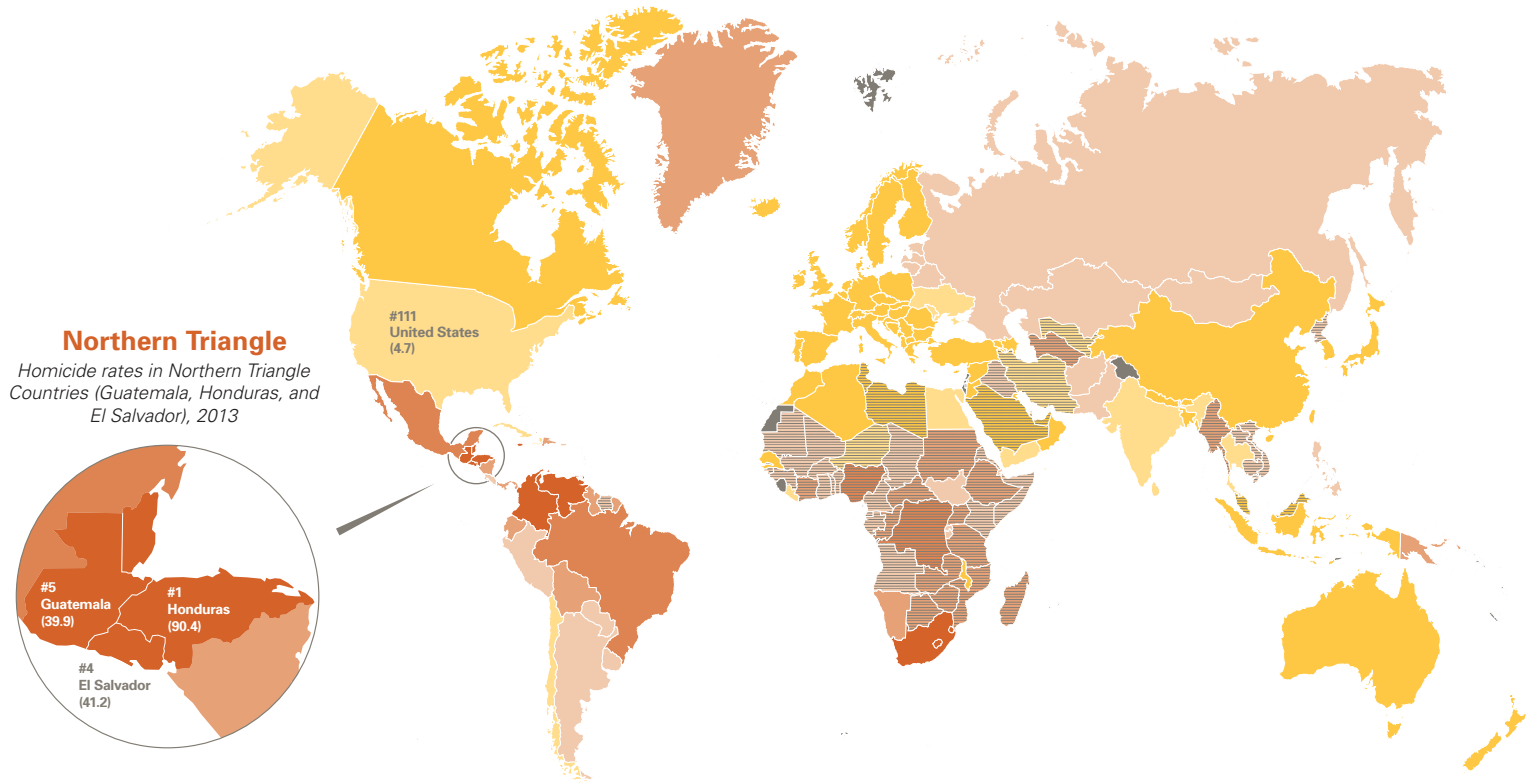 #111
United States
(4.7)
Northern Triangle
Homicide rates in Northern Triangle
Countries (Guatemala, Honduras, and
El Salvador), 2013
#5
Guatemala
(39.9)
#1
Honduras
(90.4)
#4
El Salvador
(41.2)